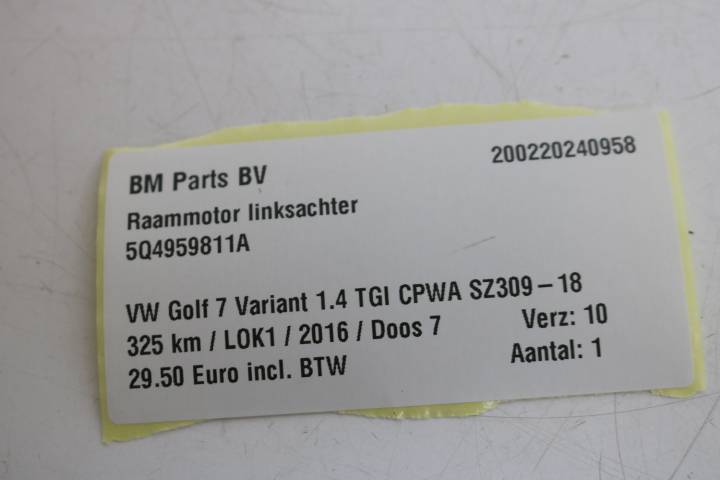 BM Parts BV
200220240958
Raammotor linksachter
5Q4959811A
VW Golf 7 Variant 1.4 TGI CPWA SZ309-18
325 km / LOK1 / 2016 / Doos 7
Verz: 10
29.50 Euro incl. BTW
Aantal: 1